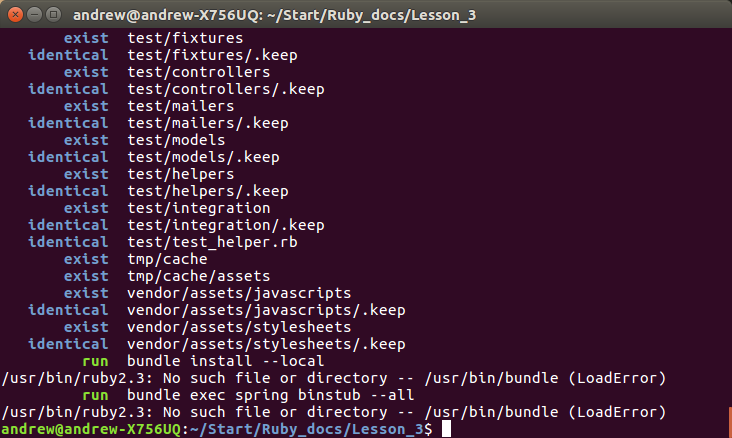 andrew@andrew-X756UQ: ~/Start/Ruby_docs/Lesson_3
exist test/fixtures
identical test/fixtures/.keep
exist test/controllers
identical test/controllers/.keep
exist test/mailers
identical test/mailers/.keep
exist test/models
identical test/models/.keep
exist test/helpers
identical test/helpers/.keep
exist test/integration
identical test/integration/.keep
identical test/test_helper.rb
exist tmp/cache
exist tmp/cache/assets
exist vendor/assets/javascripts
identical vendor/assets/javascripts/.keep
exist vendor/assets/stylesheets
identical vendor/assets/stylesheets/.keep
run bundle install --local
/usr/bin/ruby2.3: No such file or directory -- /usr/bin/bundle (LoadError)
run bundle exec spring binstub --all
/usr/bin/ruby2.3: No such file or directory -- /usr/bin/bundle (LoadError)
andrew@andrew-X756UQ:~/Start/Ruby_docs/Lesson_3$